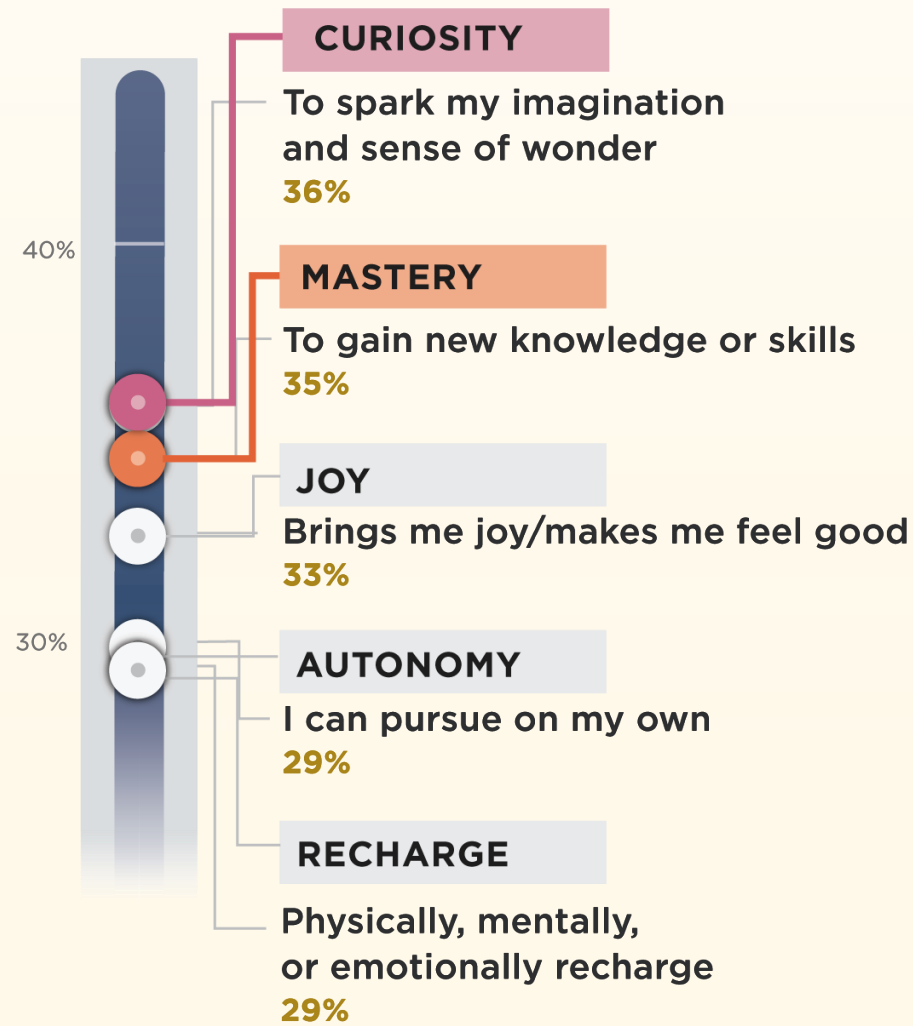 CURIOSITY
To spark my imagination
and sense of wonder
36%
40%
MASTERY
To gain new knowledge or skills
35%
JOY
Brings me joy/makes me feel good
33%
30%
AUTONOMY
I can pursue on my own
29%
RECHARGE
Physically, mentally,
or emotionally recharge
29%